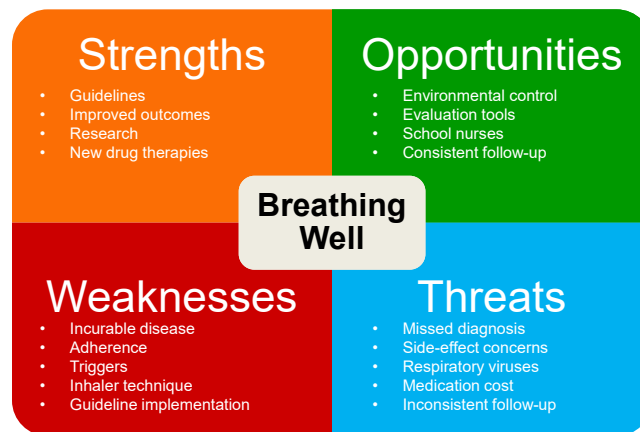 Strengths
• Guidelines
• Improved outcomes
• Research
• New drug therapies
Opportunities
• Environmental control
• Evaluation tools
• School nurses
• Consistent follow-up
Breathing
Well
Weaknesses
• Incurable disease
• Adherence
• Triggers
• Inhaler technique
• Guideline implementation
Threats
• Missed diagnosis
• Side-effect concerns
• Respiratory viruses
• Medication cost
• Inconsistent follow-up